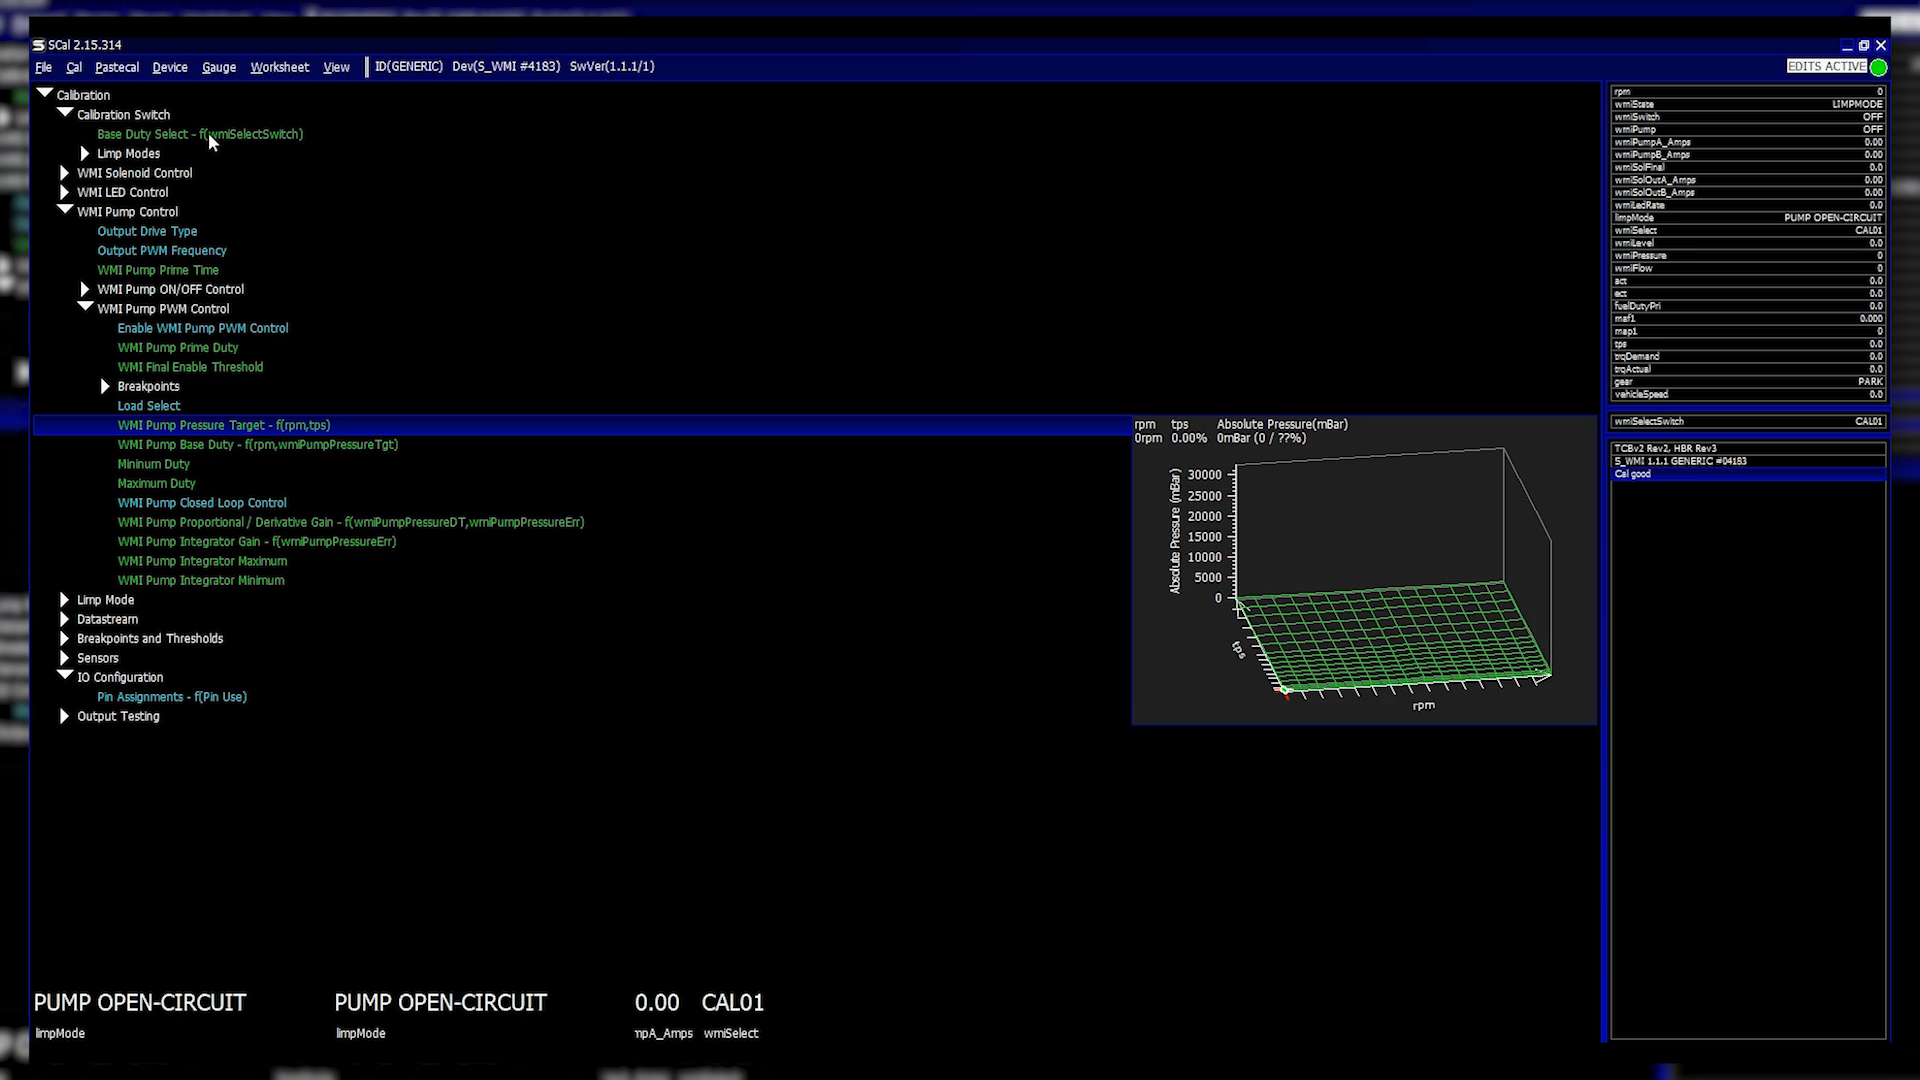 SCal 2.15.314
File Cal Pastecal Device Gauge Worksheet View ID(GENERIC) Dev(S_WMI #4183) SwVer(1.1.1/1)
EDITS ACTIVE
Calibration
Calibration Switch
Base Duty Select - f(wmiSelectSwitch)
Limp Modes
WMI Solenoid Control
WMI LED Control
WMI Pump Control
Output Drive Type
Output PWM Frequency
WMI Pump Prime Time
WMI Pump ON/OFF Control
WMI Pump PWM Control
Enable WMI Pump PWM Control
WMI Pump Prime Duty
WMI Final Enable Threshold
Breakpoints
Load Select
WMI Pump Pressure Target - f(rpm,tps)
WMI Pump Base Duty - f(rpm,wmiPumpPressureTgt)
Mininum Duty
Maximum Duty
WMI Pump Closed Loop Control
WMI Pump Proportional / Derivative Gain - f(wmiPumpPressureDT,wmiPumpPressureErr)
WMI Pump Integrator Gain - f(wmiPumpPressureErr)
WMI Pump Integrator Maximum
WMI Pump Integrator Minimum
Limp Mode
Datastream
Breakpoints and Thresholds
Sensors
IO Configuration
Pin Assignments - f(Pin Use)
Output Testing
rpm tps Absolute Pressure(mBar)
0rpm 0.00% 0mBar (0 / ??%)
Absolute Pressure (mBar)
30000
25000
20000
15000
10000
5000
0
tps
rpm
rpm 0
wmiState LIMPMODE
wmiSwitch OFF
wmiPump OFF
wmiPumpA_Amps 0.00
wmiPumpB_Amps 0.00
wmiSolFinal 0.0
wmiSolOutA_Amps 0.00
wmiSolOutB_Amps 0.00
wmiLedRate 0.0
limpMode PUMP OPEN-CIRCUIT
wmiSelect CAL01
wmiLevel 0.0
wmiPressure 0
wmiFlow 0
act 0.0
ect 0.0
fuelDutyPri 0.0
maf1 0.000
map1 0
tps 0.0
trqDemand 0.0
trqActual 0.0
gear PARK
vehicleSpeed 0.0
wmiSelectSwitch CAL01
TCBv2 Rev2, HBR Rev3
S_WMI 1.1.1 GENERIC #04183
Cal good
PUMP OPEN-CIRCUIT PUMP OPEN-CIRCUIT 0.00 CAL01
limpMode limpMode mpA_Amps wmiSelect